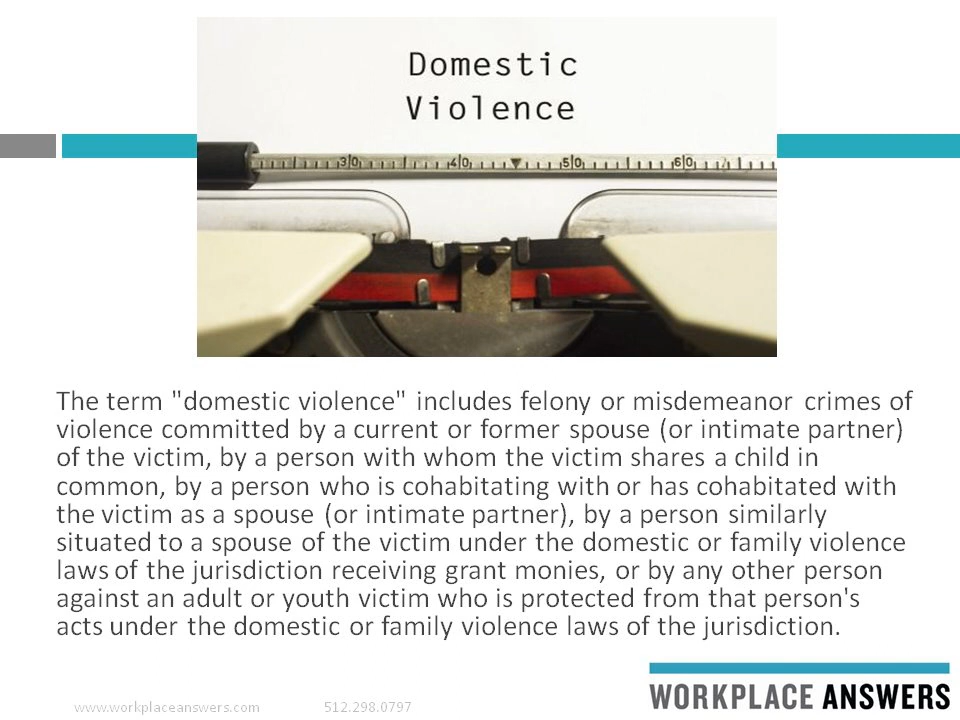 Domestic
Violence
30 40 50 60
The term "domestic violence" includes felony or misdemeanor crimes of
violence committed by a current or former spouse (or intimate partner)
of the victim, by a person with whom the victim shares a child in
common, by a person who is cohabitating with or has cohabitated with
the victim as a spouse (or intimate partner), by a person similarly
situated to a spouse of the victim under the domestic or family violence
laws of the jurisdiction receiving grant monies, or by any other person
against an adult or youth victim who is protected from that person's
acts under the domestic or family violence laws of the jurisdiction.
www.workplaceanswers.com 512.298.0797
WORKPLACE ANSWERS